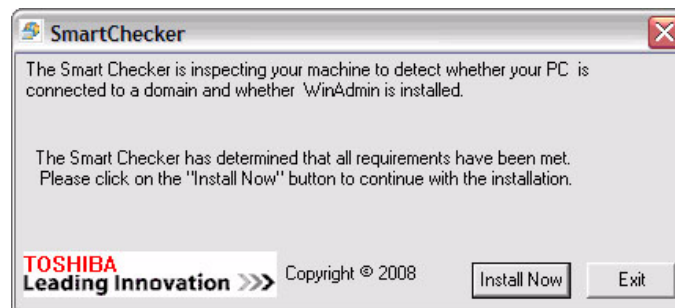 SmartChecker
The Smart Checker is inspecting your machine to detect whether your PC is
connected to a domain and whether WinAdmin is installed.
The Smart Checker has determined that all requirements have been met.
Please click on the "Install Now" button to continue with the installation.
TOSHIBA
Leading Innovation >>>
Copyright © 2008
Install Now
Exit